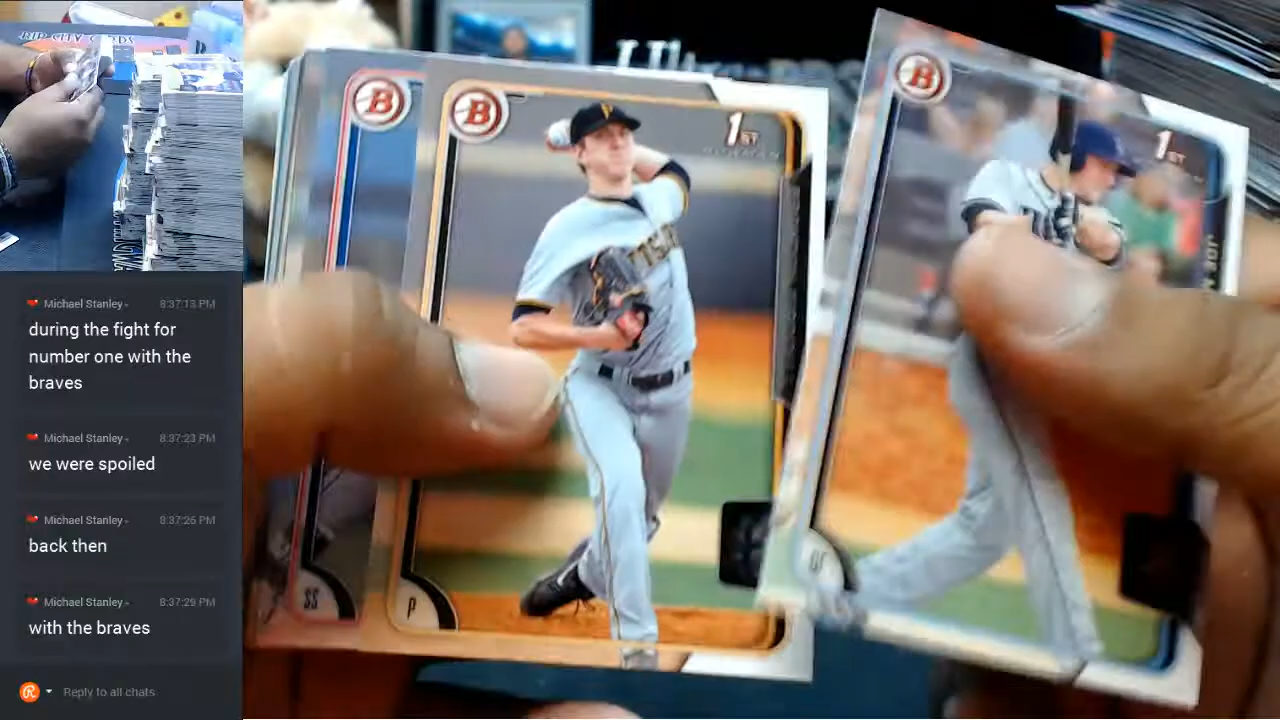 RIP CITY CARDS
Michael Stanley
8:37:13 PM
during the fight for
number one with the
braves
Michael Stanley
8:37:23 PM
we were spoiled
Michael Stanley
8:37:26 PM
back then
Michael Stanley
8:37:29 PM
with the braves
Reply to all chats
B
B
1ST
P
SS
B
1ST
OF